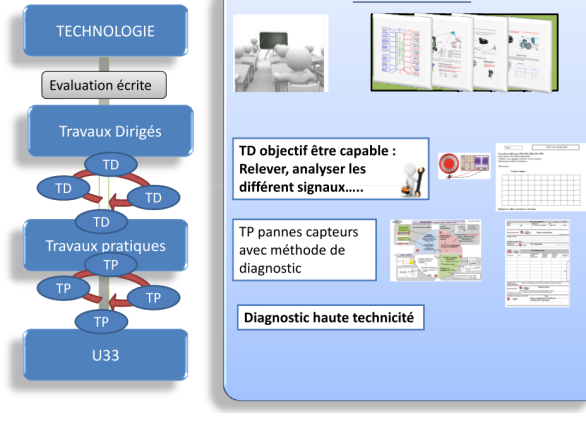 TECHNOLOGIE
Evaluation écrite
Travaux Dirigés
TD
TD
TD
TD
Travaux pratiques
TP
TP
TP
TP
U33
TD objectif être capable :
Relever, analyser les
différent signaux…..
TP pannes capteurs
avec méthode de
diagnostic
Diagnostic haute technicité